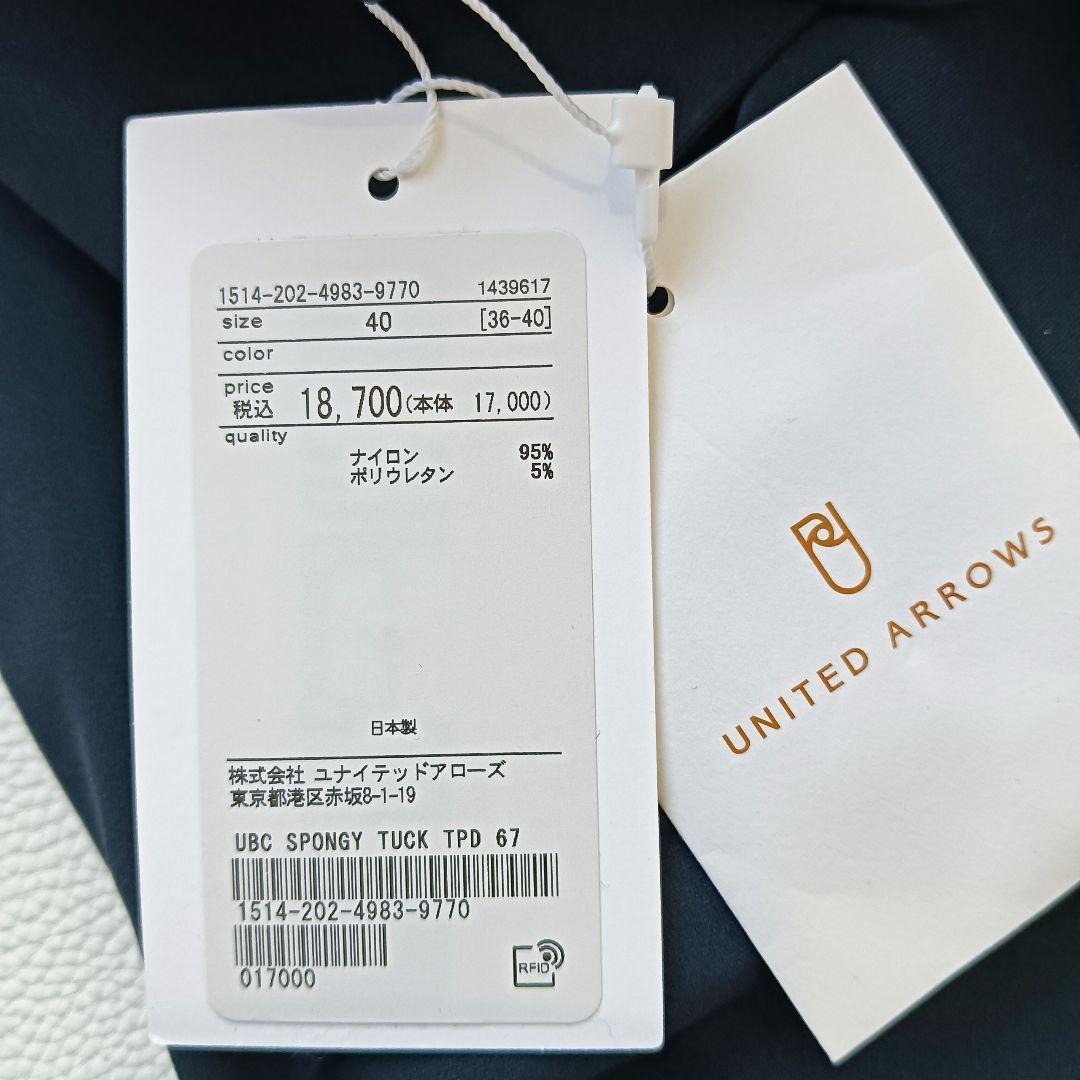 1514-202-4983-9770 1439617
size 40 [36-40]
color
price
税込 18,700(本体 17,000)
quality
ナイロン 95%
ポリウレタン 5%
日本製
株式会社 ユナイテッドアローズ
東京都港区赤坂8-1-19
UBC SPONGY TUCK TPD 67
1514-202-4983-9770
017000
RFID
UNITED ARROWS